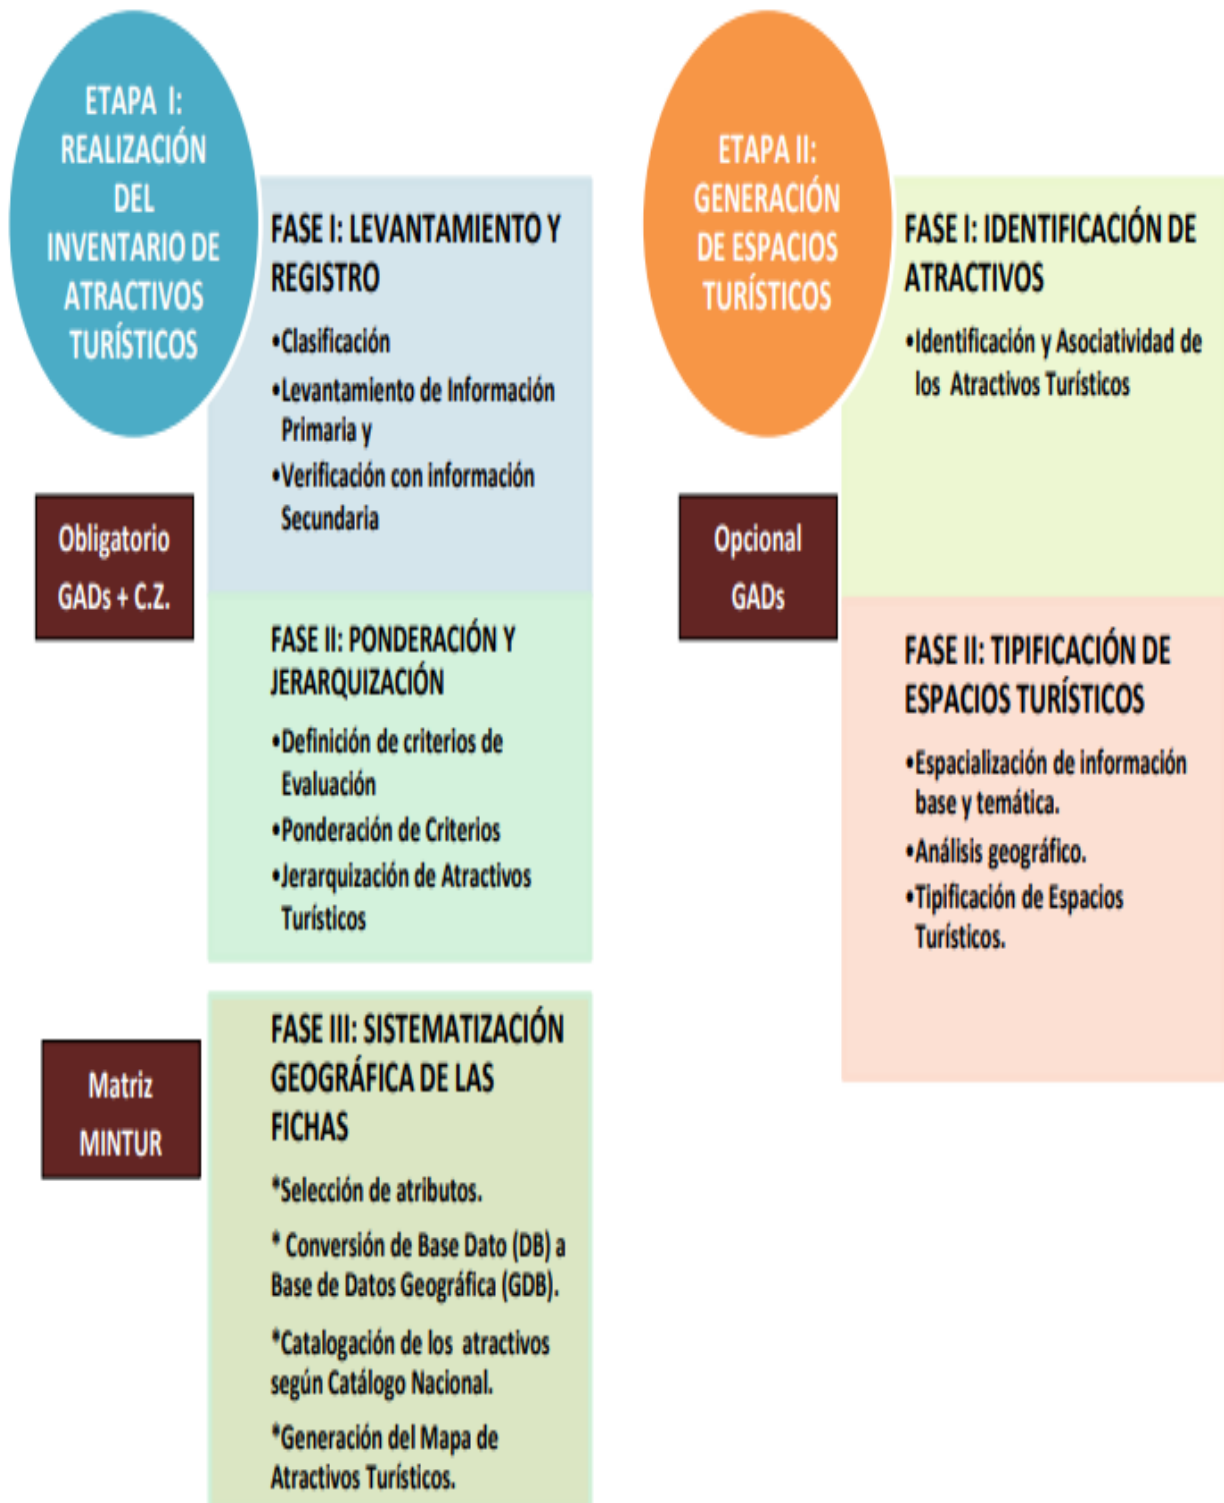 ETAPA I:
REALIZACIÓN
DEL
INVENTARIO DE
ATRACTIVOS
TURÍSTICOS
FASE I: LEVANTAMIENTO Y
REGISTRO
•Clasificación
•Levantamiento de Información
Primaria y
•Verificación con información
Secundaria
Obligatorio
GADs + C.Z.
FASE II: PONDERACIÓN Y
JERARQUIZACIÓN
•Definición de criterios de
Evaluación
•Ponderación de Criterios
•Jerarquización de Atractivos
Turísticos
Matriz
MINTUR
FASE III: SISTEMATIZACIÓN
GEOGRÁFICA DE LAS
FICHAS
*Selección de atributos.
* Conversión de Base Dato (DB) a
Base de Datos Geográfica (GDB).
*Catalogación de los atractivos
según Catálogo Nacional.
*Generación del Mapa de
Atractivos Turísticos.
ETAPA II:
GENERACIÓN
DE ESPACIOS
TURÍSTICOS
FASE I: IDENTIFICACIÓN DE
ATRACTIVOS
•Identificación y Asociatividad de
los Atractivos Turísticos
Opcional
GADs
FASE II: TIPIFICACIÓN DE
ESPACIOS TURÍSTICOS
•Espacialización de información
base y temática.
•Análisis geográfico.
•Tipificación de Espacios
Turísticos.